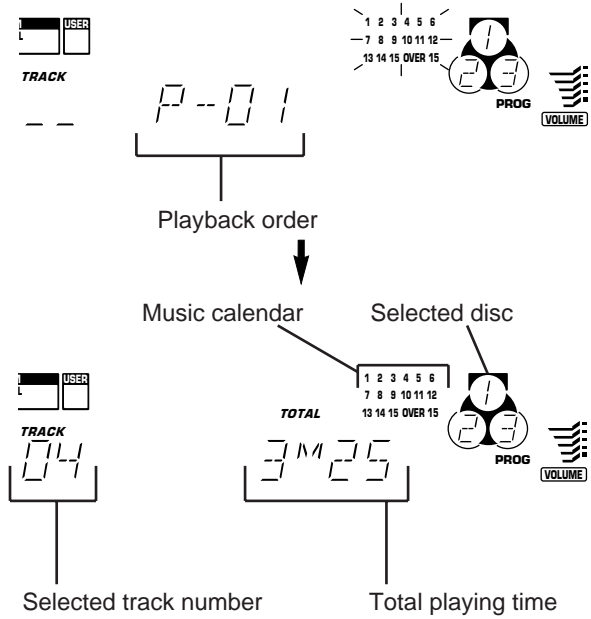 USER
1 2 3 4 5 6
7 8 9 10 11 12
13 14 15 OVER 15
1
2 3
TRACK
PROG
VOLUME
-- P--01
Playback order
Music calendar Selected disc
USER
1 2 3 4 5 6
7 8 9 10 11 12
13 14 15 OVER 15
1
2 3
TOTAL
TRACK
PROG
VOLUME
04 3M25
Selected track number Total playing time